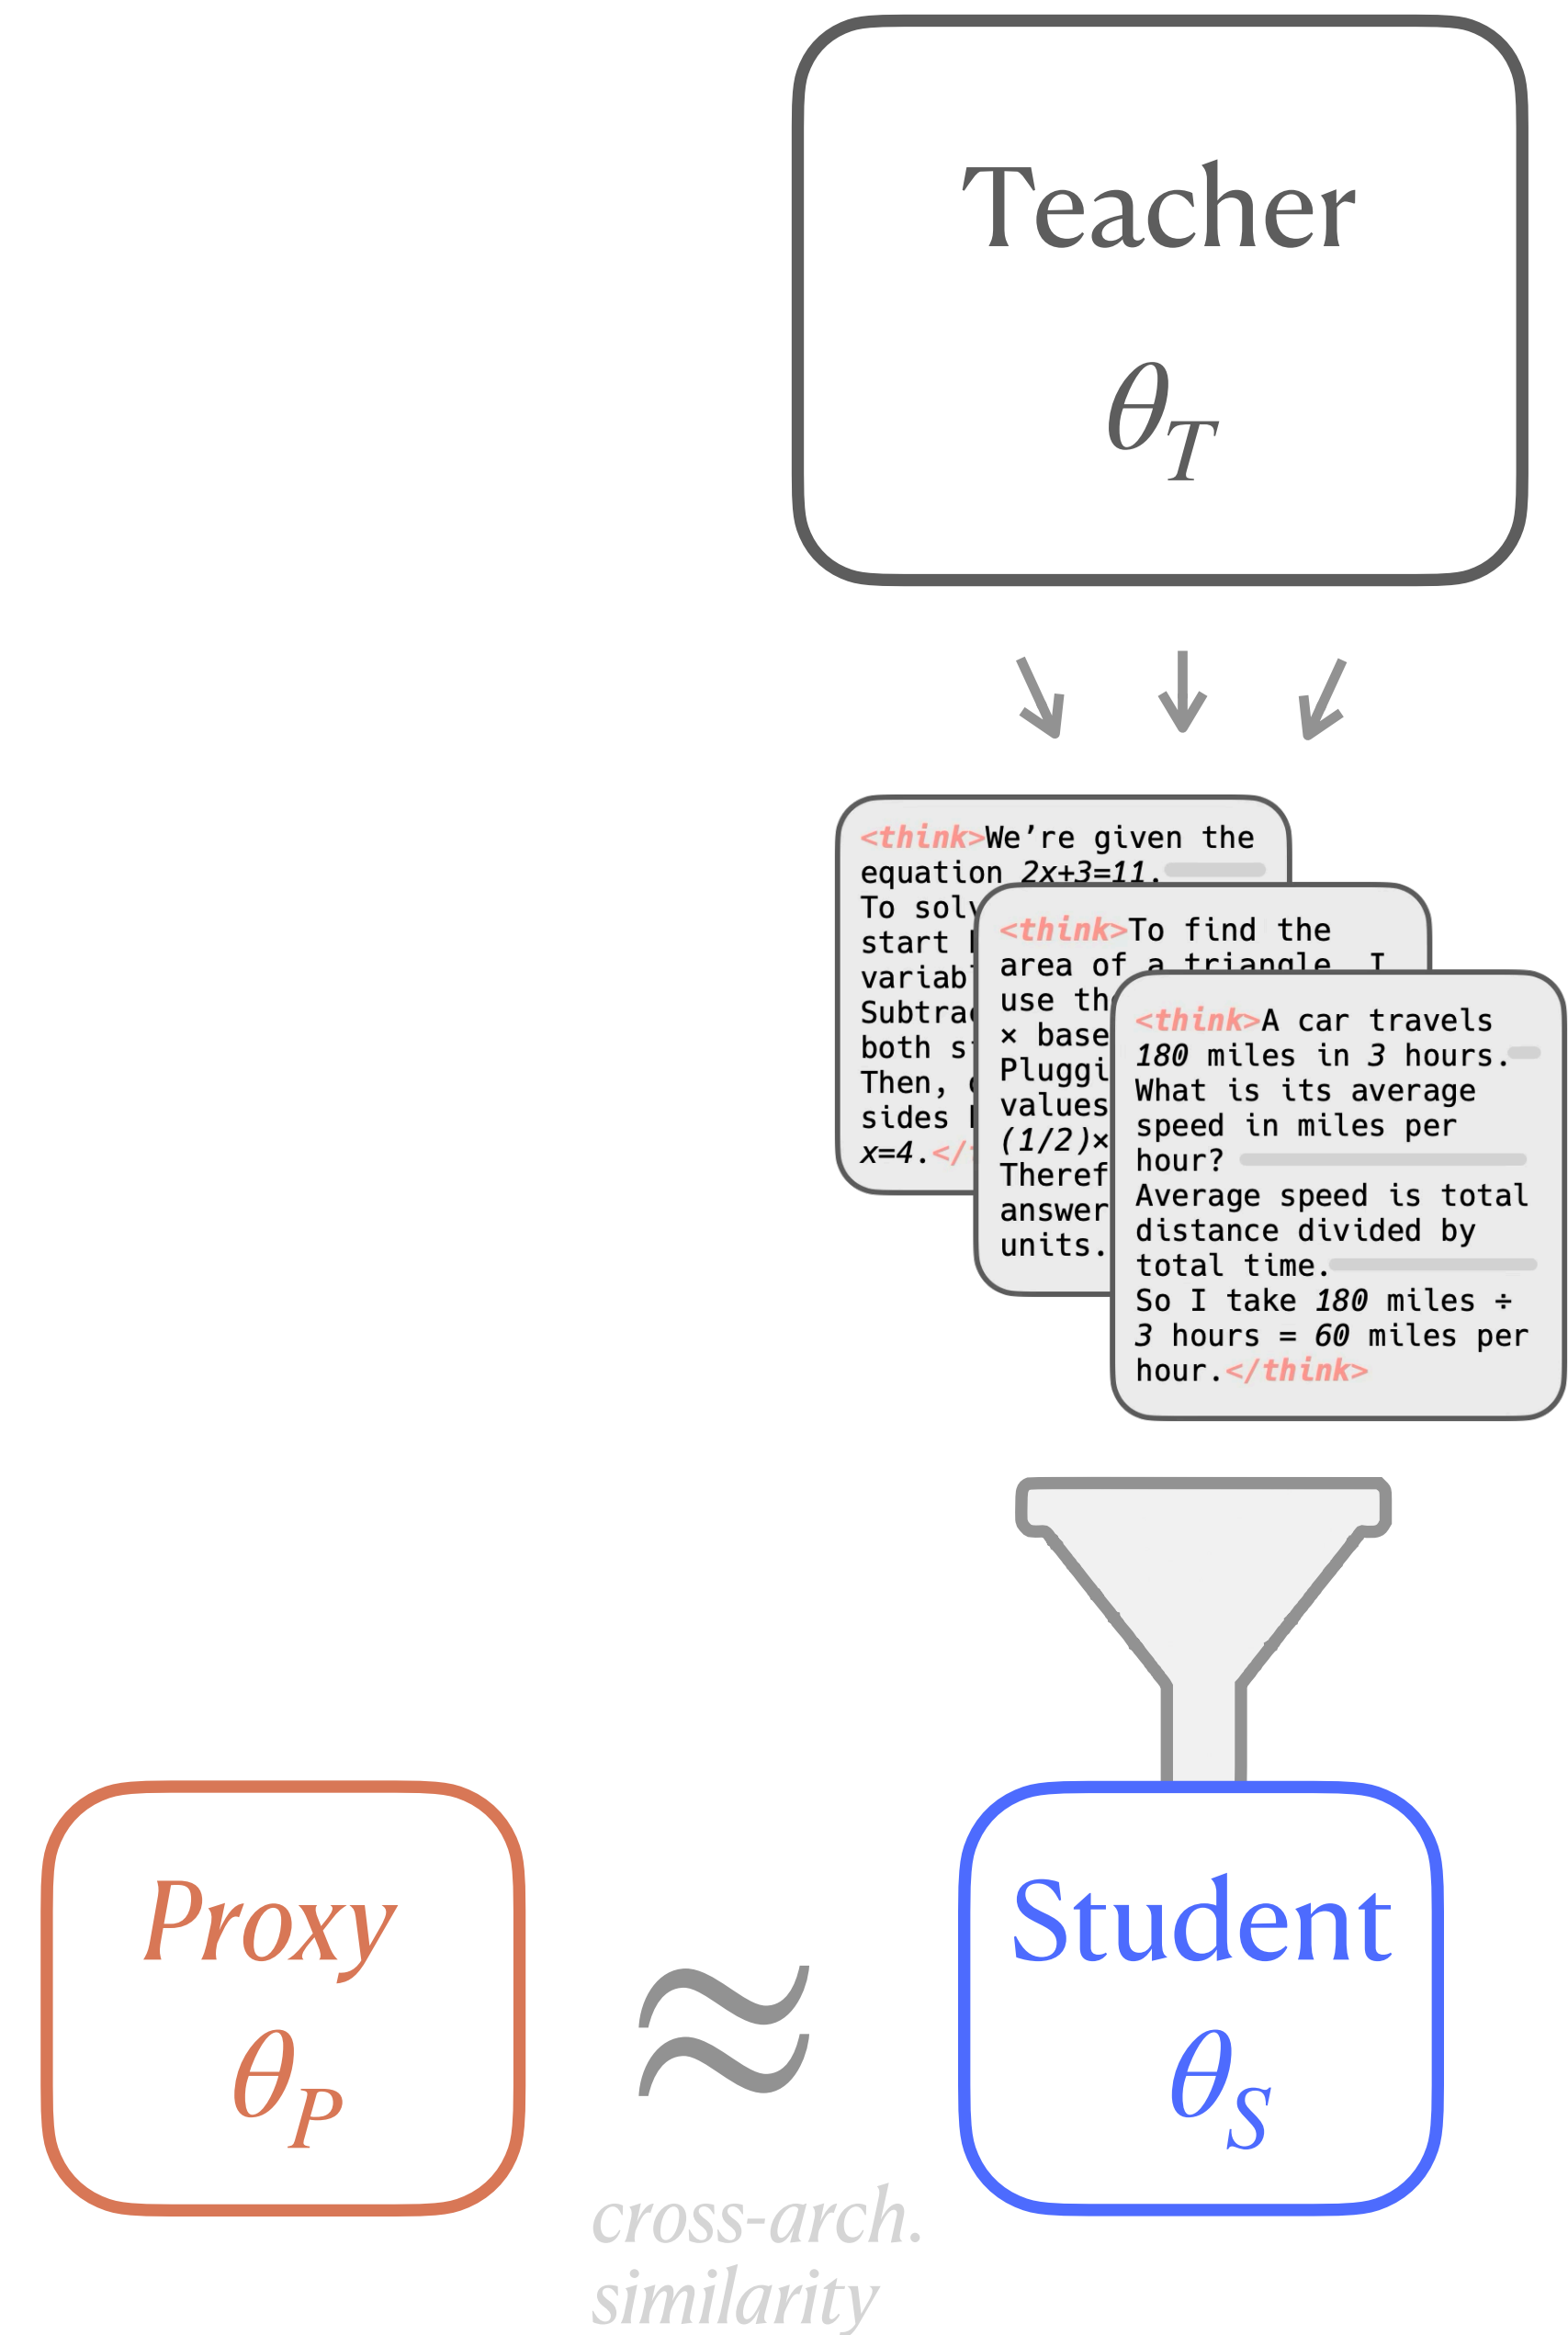 Teacher
θT
<think>We’re given the
equation 2x+3=11.
To solv
start
variab
Subtrac
both s
Then,
sides
x=4.</
<think>To find the
area of a triangle, I
use the
× base
Pluggi
values
(1/2)×
Theref
answer
units.
<think>A car travels
180 miles in 3 hours.
What is its average
speed in miles per
hour?
Average speed is total
distance divided by
total time.
So I take 180 miles ÷
3 hours = 60 miles per
hour.</think>
Proxy
θP
≈
cross-arch.
similarity
Student
θS